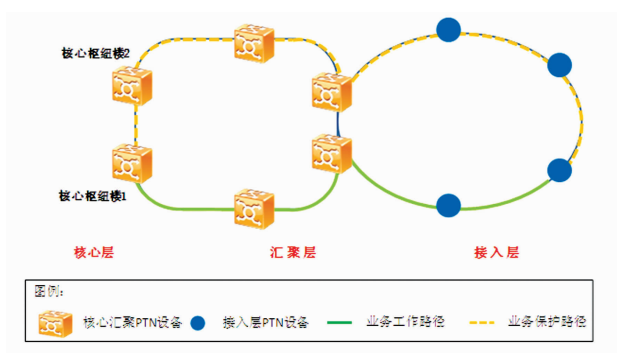 核心枢纽楼2
核心枢纽楼1
核心层
汇聚层
接入层
图例：
核心汇聚PTN设备
接入层PTN设备
业务工作路径
业务保护路径